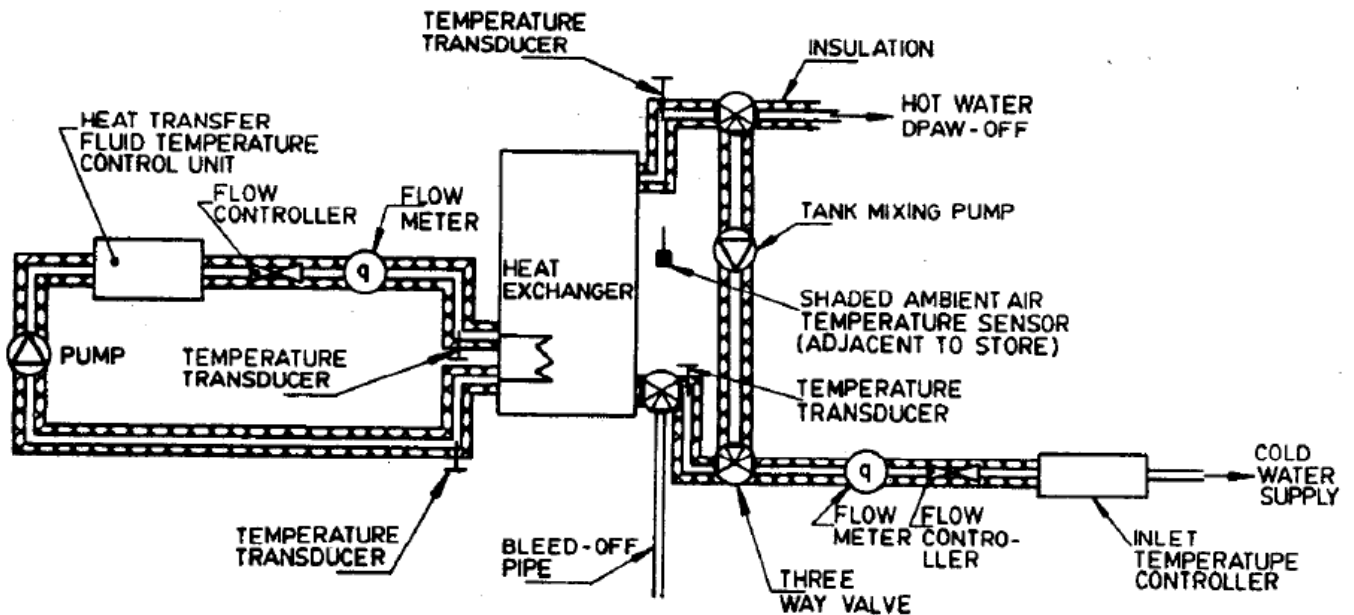 TEMPERATURE
TRANSDUCER
INSULATION
HOT WATER
DPAW-OFF
HEAT TRANSFER
FLUID TEMPERATURE
CONTROL UNIT
FLOW
CONTROLLER
FLOW
METER
q
HEAT
EXCHANGER
TANK MIXING PUMP
SHADED AMBIENT AIR
TEMPERATURE SENSOR
(ADJACENT TO STORE)
PUMP
TEMPERATURE
TRANSDUCER
TEMPERATURE
TRANSDUCER
q
COLD
WATER
SUPPLY
TEMPERATURE
TRANSDUCER
BLEED-OFF
PIPE
THREE
WAY VALVE
FLOW
METER
FLOW
CONTRO-
LLER
INLET
TEMPERATUPE
CONTROLLER